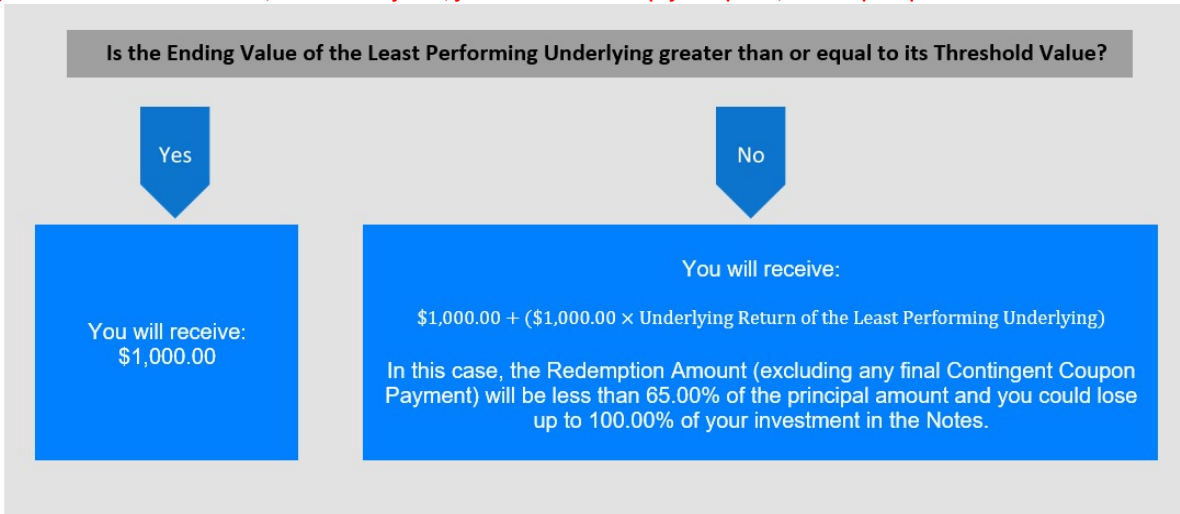 Is the Ending Value of the Least Performing Underlying greater than or equal to its Threshold Value?
Yes
No
You will receive:
$1,000.00
You will receive:
$1,000.00 + ($1,000.00 × Underlying Return of the Least Performing Underlying)
In this case, the Redemption Amount (excluding any final Contingent Coupon
Payment) will be less than 65.00% of the principal amount and you could lose
up to 100.00% of your investment in the Notes.